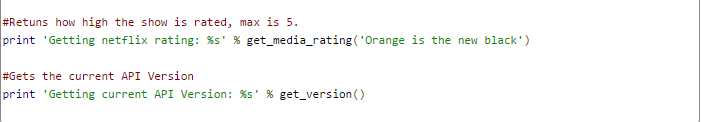 #Retuns how high the show is rated, max is 5.
print 'Getting netflix rating: %s' % get_media_rating('Orange is the new black')
#Gets the current API Version
print 'Getting current API Version: %s' % get_version()